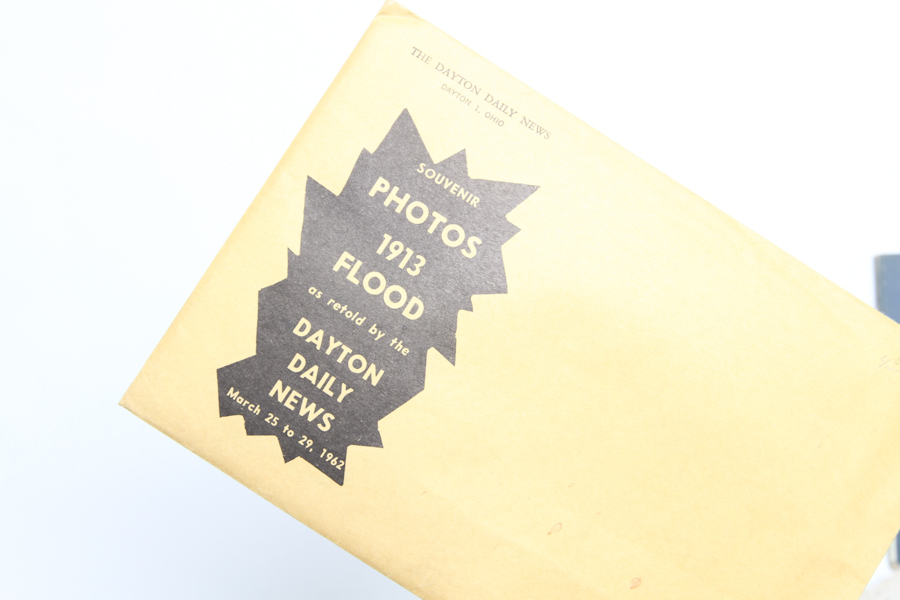 THE DAYTON DAILY NEWS
DAYTON 1, OHIO
SOUVENIR
PHOTOS
1913
FLOOD
as retold by the
DAYTON
DAILY
NEWS
March 25 to 29, 1962